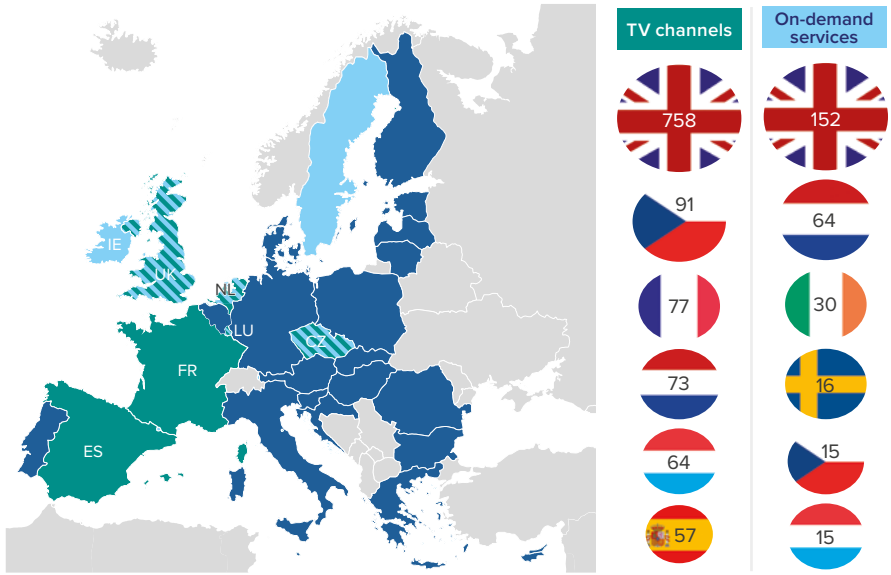 TV channels
On-demand
services
758
152
91
64
77
30
73
16
64
15
57
15
IE
UK
NL
LU
CZ
FR
ES